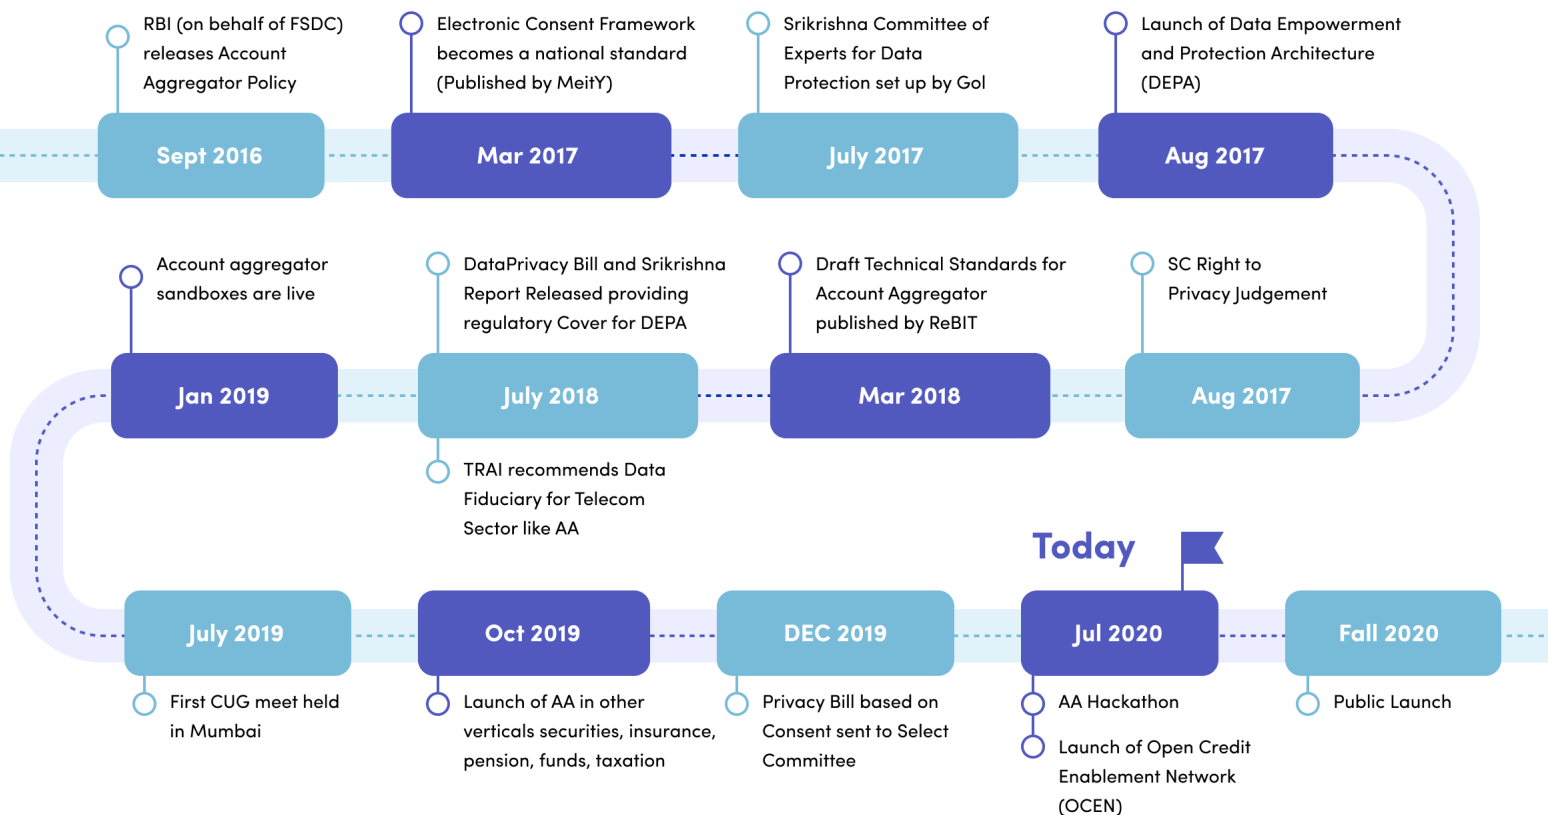 RBI (on behalf of FSDC)
releases Account
Aggregator Policy
Sept 2016
Electronic Consent Framework
becomes a national standard
(Published by MeitY)
Mar 2017
Srikrishna Committee of
Experts for Data
Protection set up by GoI
July 2017
Launch of Data Empowerment
and Protection Architecture
(DEPA)
Aug 2017
SC Right to
Privacy Judgement
Aug 2017
Draft Technical Standards for
Account Aggregator
published by ReBIT
Mar 2018
DataPrivacy Bill and Srikrishna
Report Released providing
regulatory Cover for DEPA
July 2018
TRAI recommends Data
Fiduciary for Telecom
Sector like AA
Account aggregator
sandboxes are live
Jan 2019
July 2019
First CUG meet held
in Mumbai
Oct 2019
Launch of AA in other
verticals securities, insurance,
pension, funds, taxation
DEC 2019
Privacy Bill based on
Consent sent to Select
Committee
Today
Jul 2020
AA Hackathon
Launch of Open Credit
Enablement Network
(OCEN)
Fall 2020
Public Launch